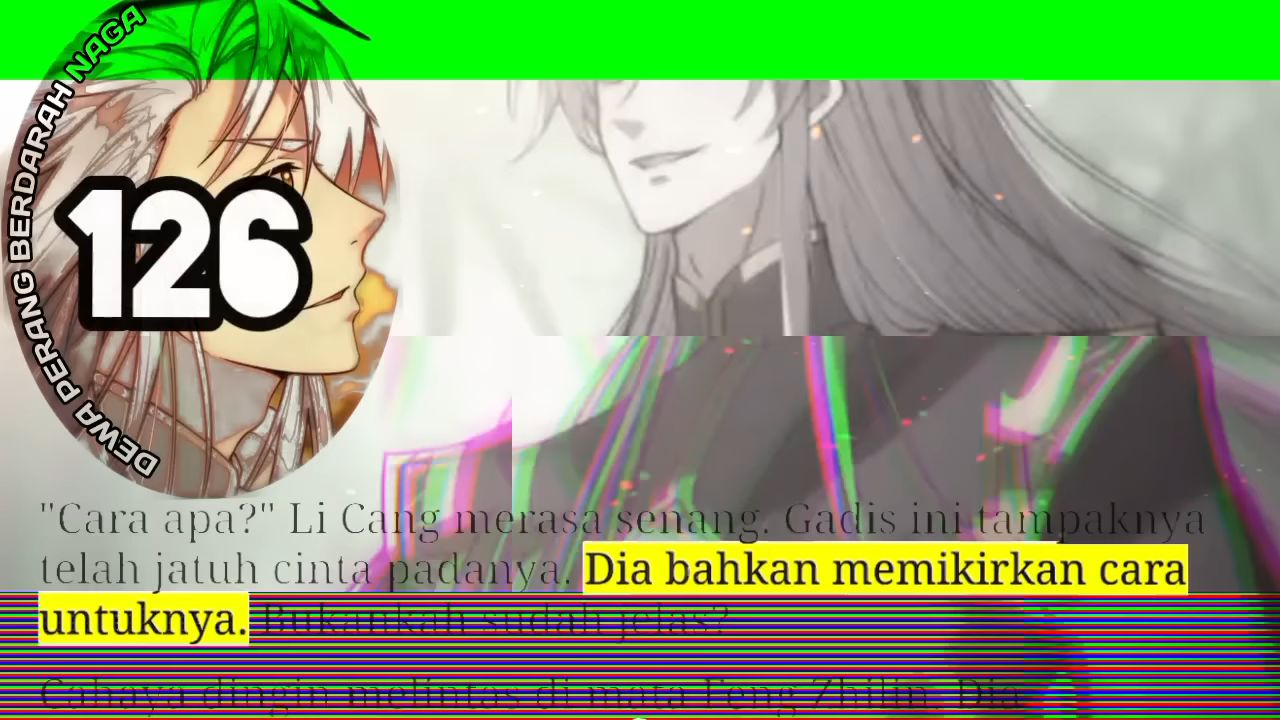 DEWA PERANG BERDARAH NAGA
126
"Cara apa?" Li Cang merasa senang. Gadis ini tampaknya
telah jatuh cinta padanya. Dia bahkan memikirkan cara
untuknya. Bukankah sudah jelas?
Cahaya dingin melintas di mata Feng Zhilin. Dia